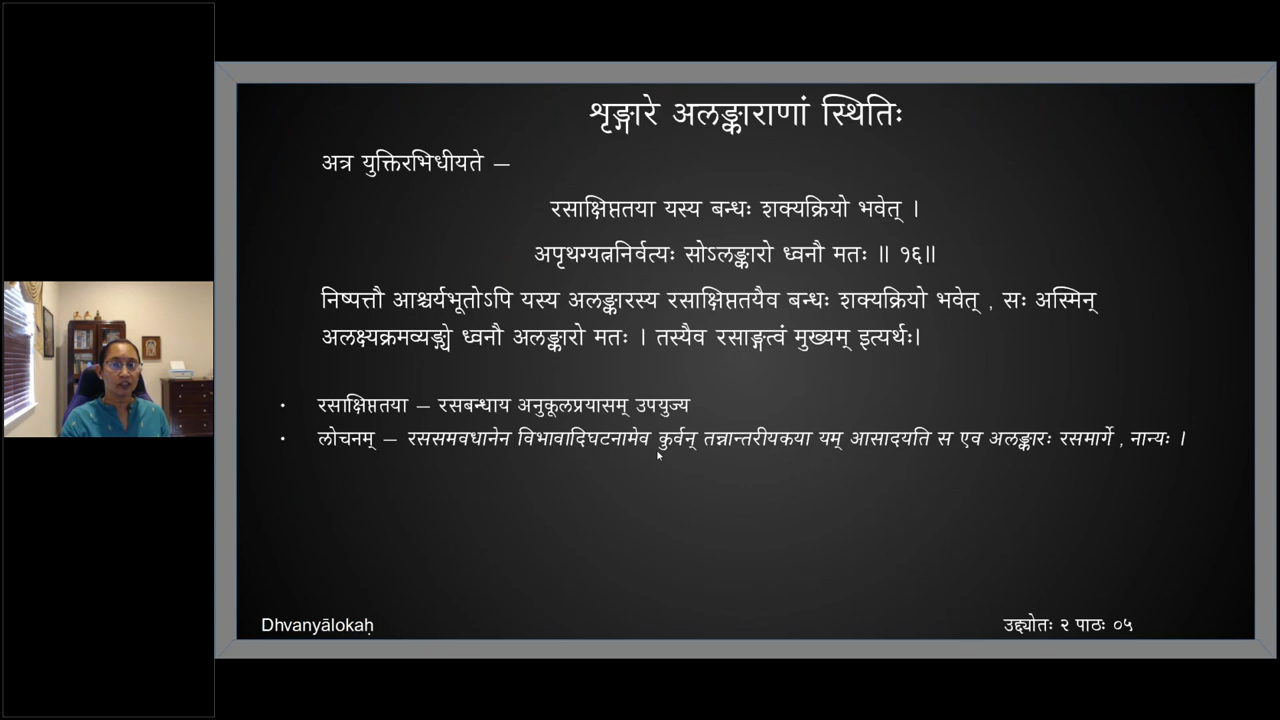 शृङ्गारे अलङ्काराणां स्थितिः
अत्र युक्तिरभिधीयते –
रसाक्षिप्ततया यस्य बन्धः शक्यक्रियो भवेत् ।
अपृथग्यत्ननिर्वत्यः सोऽलङ्कारो ध्वनौ मतः ॥ १६॥
निष्पत्तौ आश्चर्यभूतोऽपि यस्य अलङ्कारस्य रसाक्षिप्ततयैव बन्धः शक्यक्रियो भवेत् , सः अस्मिन्
अलक्ष्यक्रमव्यङ्ग्ये ध्वनौ अलङ्कारो मतः । तस्यैव रसाङ्गत्वं मुख्यम् इत्यर्थः।
• रसाक्षिप्ततया – रसबन्धाय अनुकूलप्रयासम् उपयुज्य
• लोचनम् – रससमवधानेन विभावादिघटनामेव कुर्वन् तन्नान्तरीयकया यम् आसादयति स एव अलङ्कारः रसमार्गे , नान्यः ।
Dhvanyālokaḥ
उद्द्योतः २ पाठः ०५